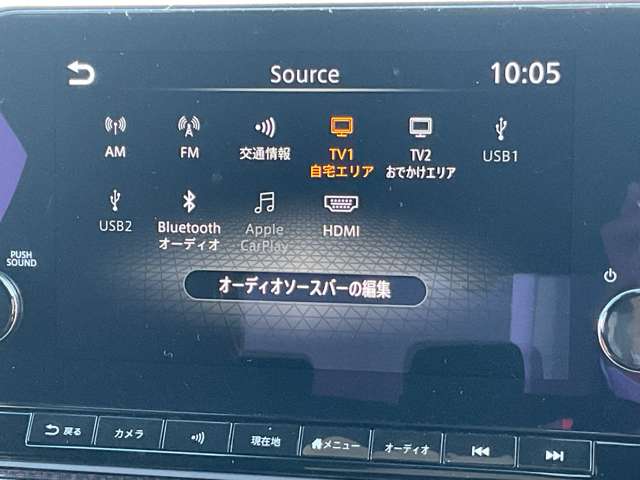 Source 10:05
AM FM 交通情報 TV1 自宅エリア TV2 おでかけエリア USB1
USB2 Bluetooth オーディオ Apple CarPlay HDMI
オーディオソースバーの編集
PUSH
SOUND
戻る カメラ 現在地 メニュー オーディオ